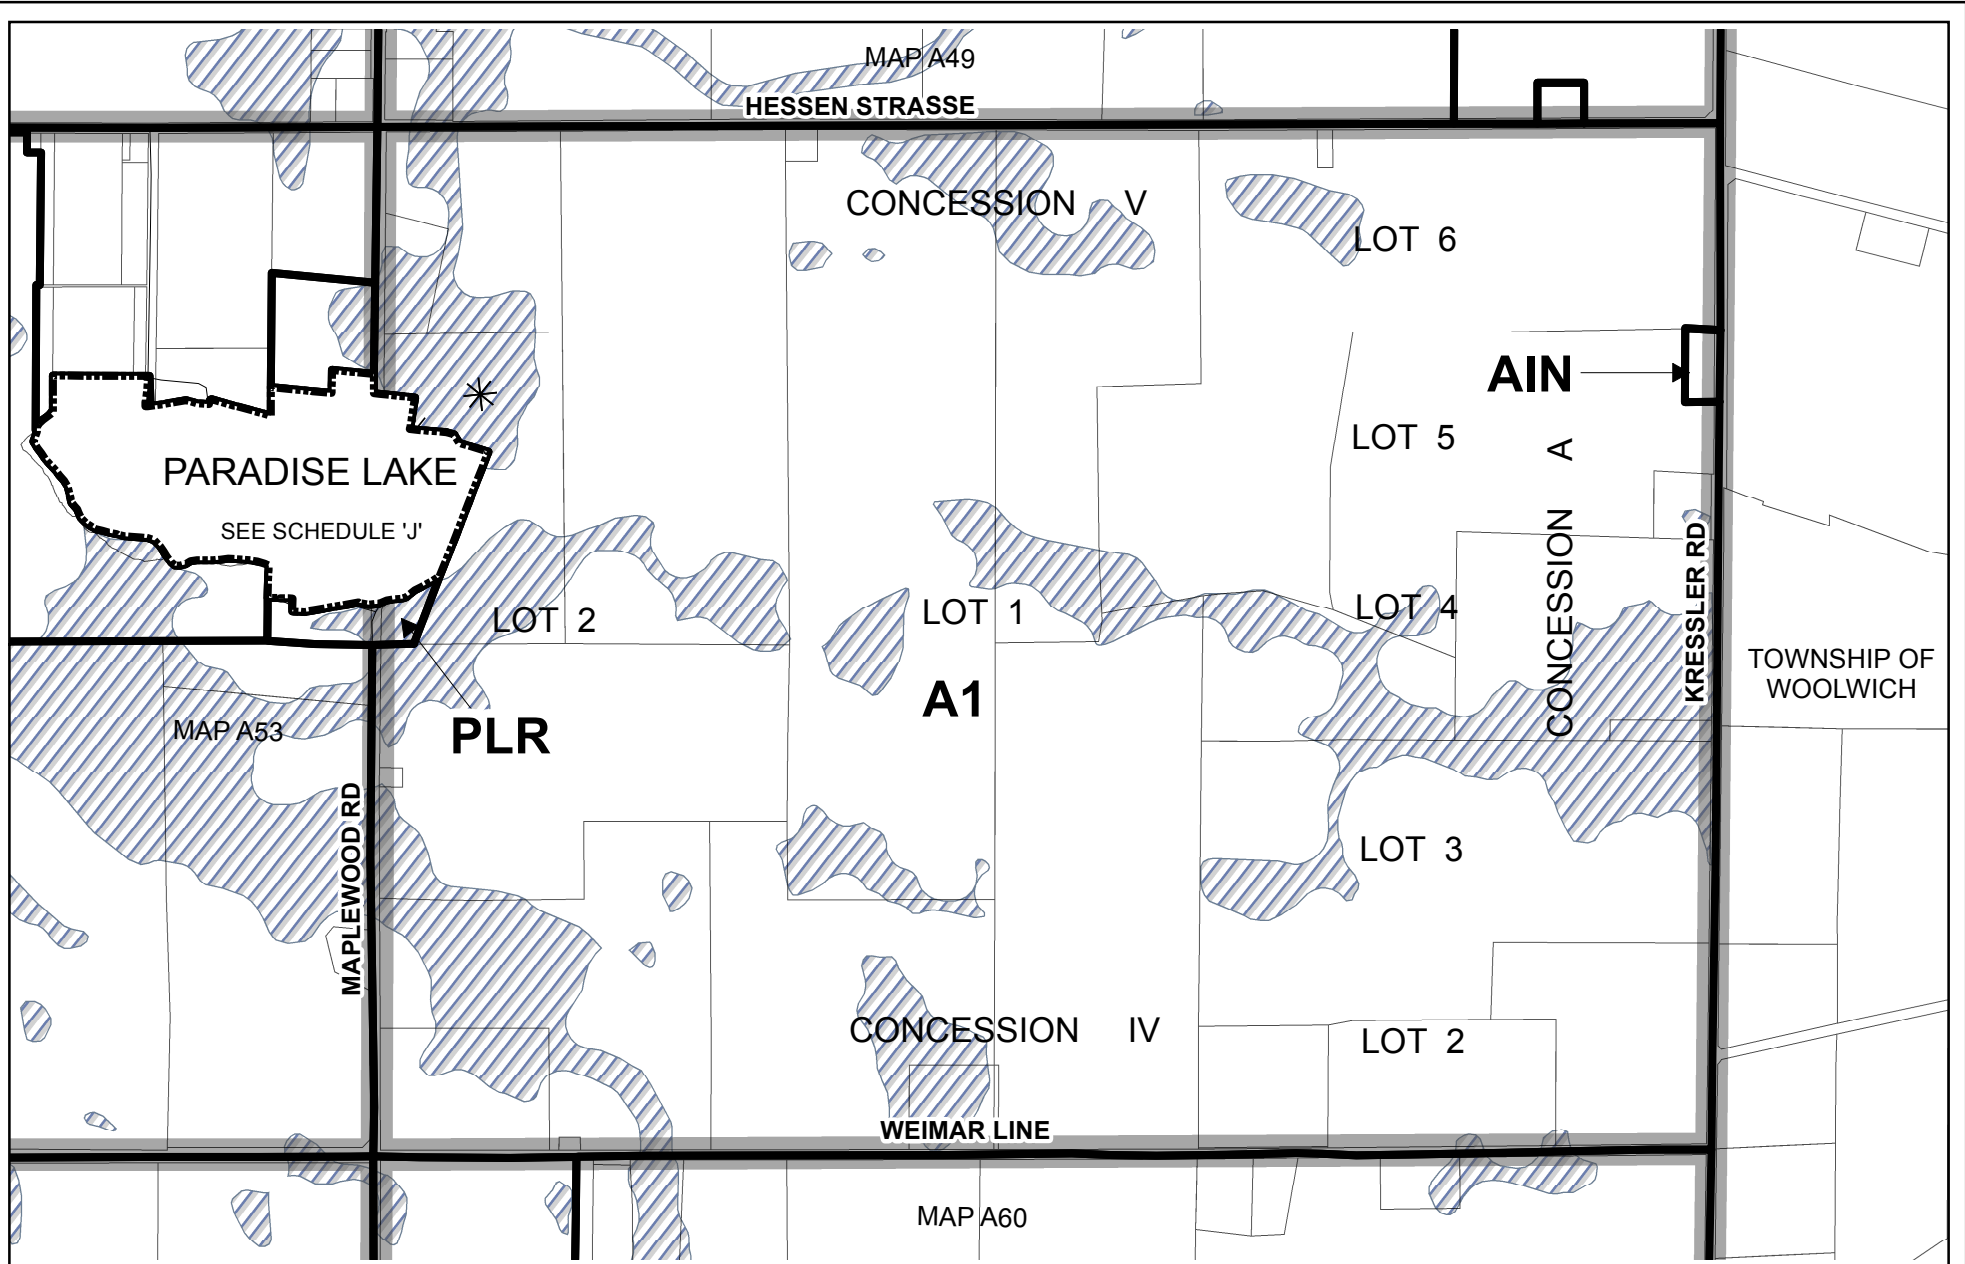 MAP A49
HESSEN STRASSE
CONCESSION V
LOT 6
AIN
LOT 5
PARADISE LAKE
SEE SCHEDULE 'J'
CONCESSION A
KRESSLER RD
LOT 2
LOT 1
LOT 4
TOWNSHIP OF
WOOLWICH
A1
MAP A53
PLR
MAPLEWOOD RD
LOT 3
CONCESSION IV
LOT 2
WEIMAR LINE
MAP A60